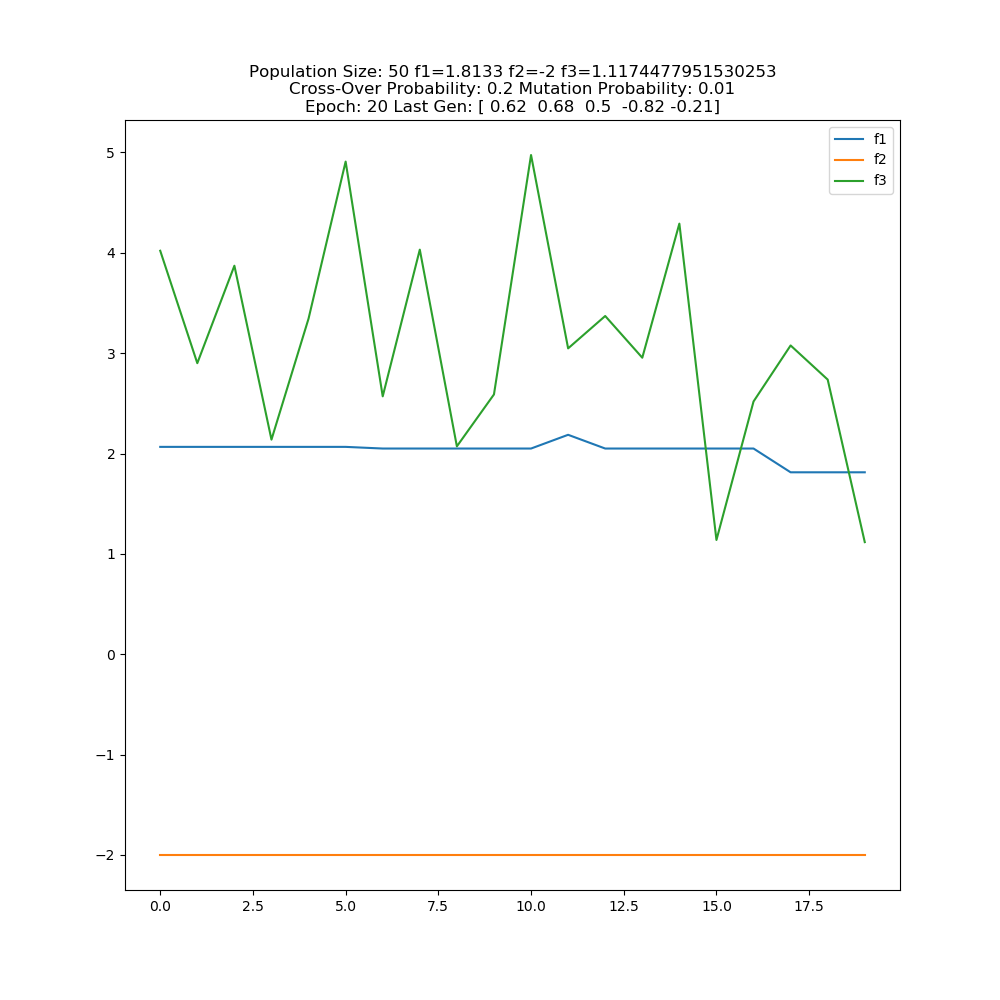 Population Size: 50 f1=1.8133 f2=-2 f3=1.1174477951530253
Cross-Over Probability: 0.2 Mutation Probability: 0.01
Epoch: 20 Last Gen: [ 0.62  0.68  0.5  -0.82 -0.21]
f1
f2
f3
5
4
3
2
1
0
−1
−2
0.0 2.5 5.0 7.5 10.0 12.5 15.0 17.5